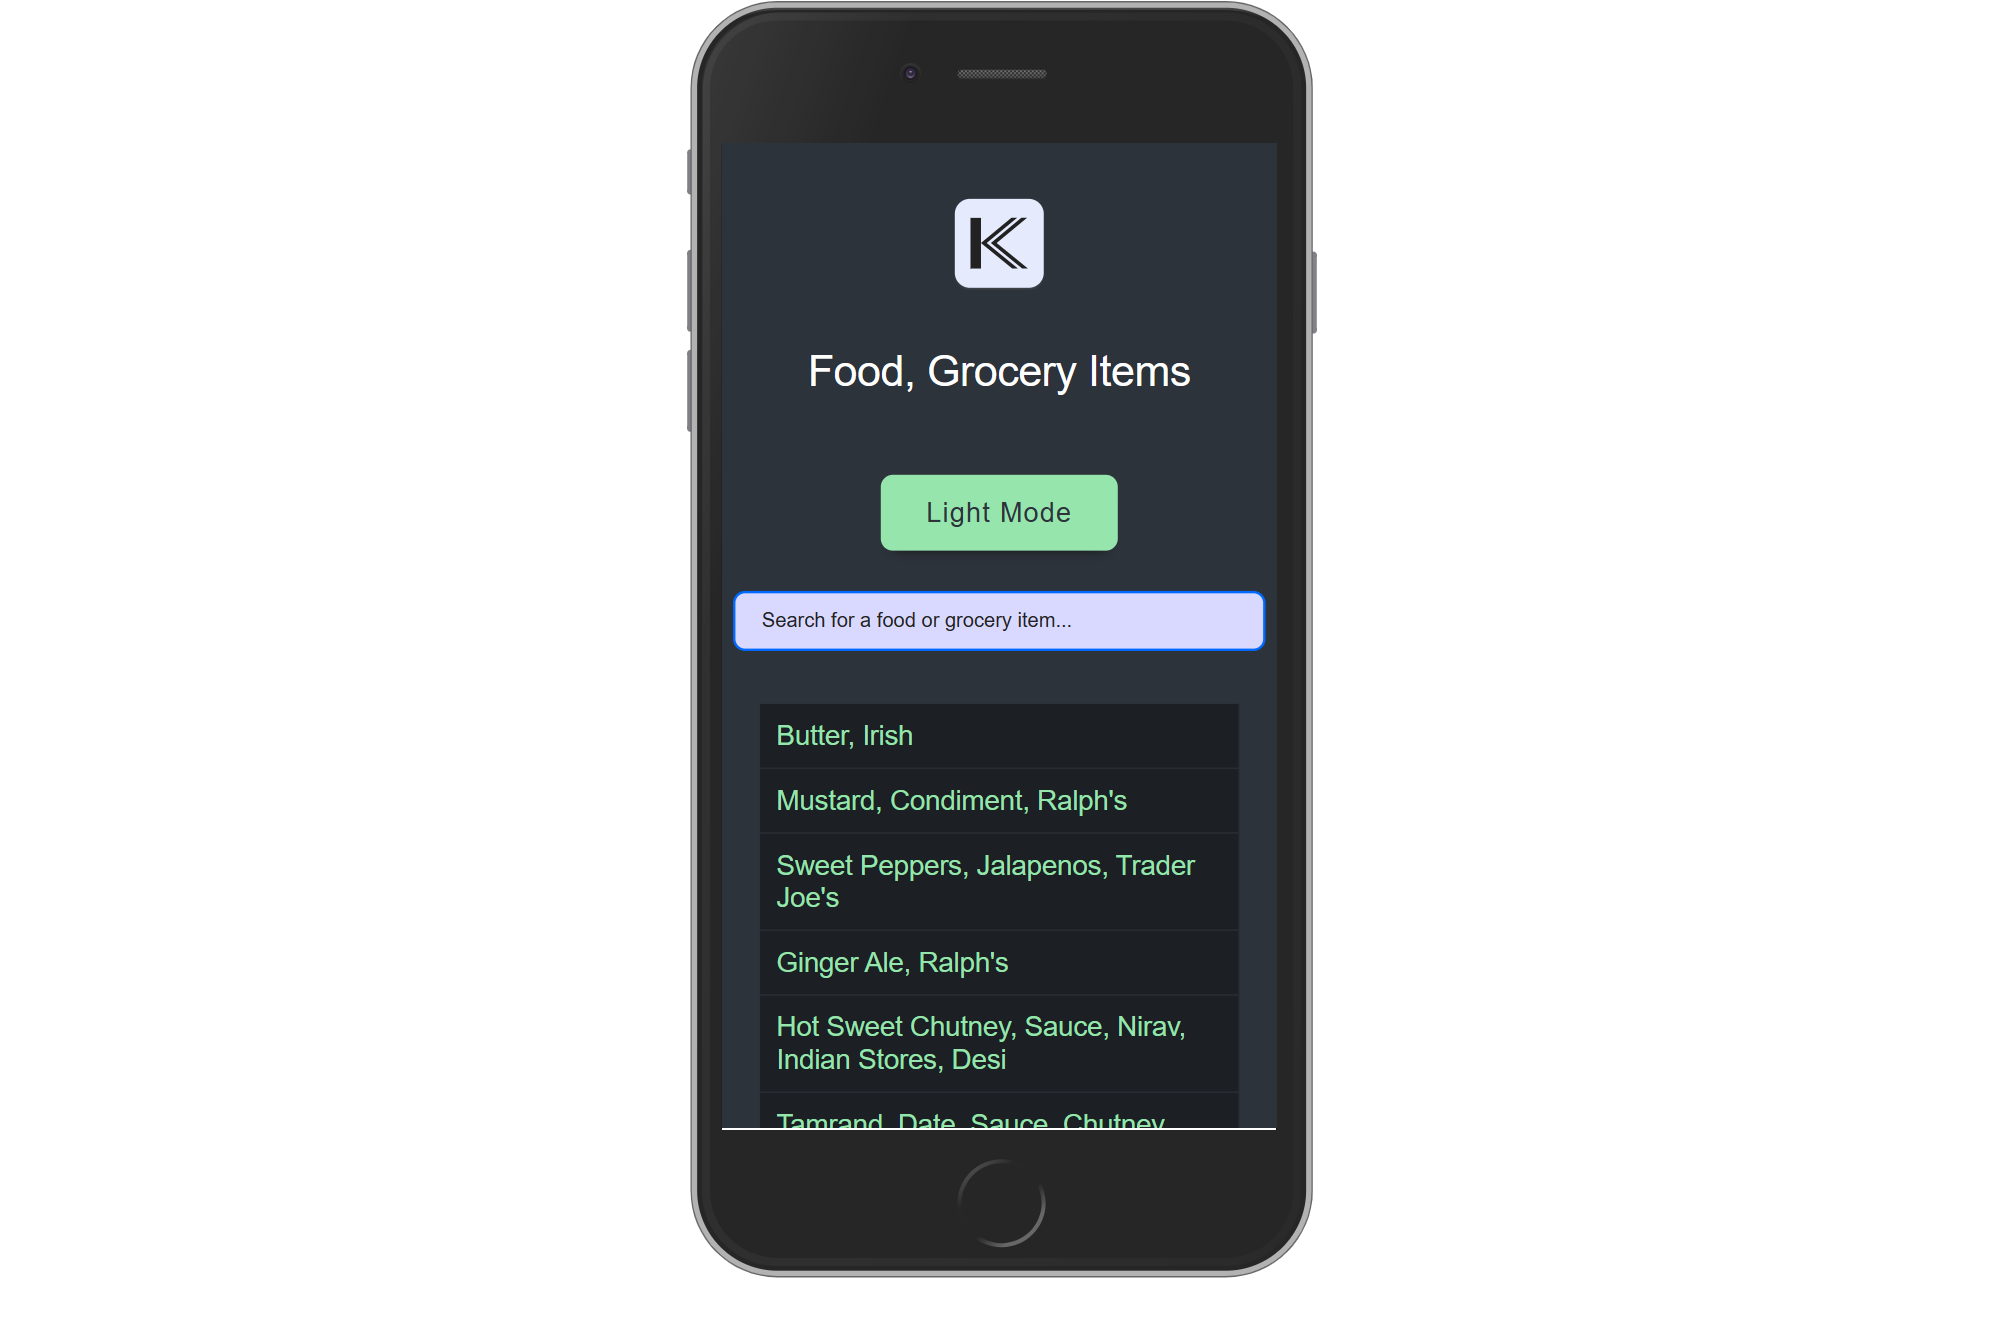 K
Food, Grocery Items
Light Mode
Search for a food or grocery item...
Butter, Irish
Mustard, Condiment, Ralph's
Sweet Peppers, Jalapenos, Trader
Joe's
Ginger Ale, Ralph's
Hot Sweet Chutney, Sauce, Nirav,
Indian Stores, Desi
Tamrand, Date, Sauce, Chutney